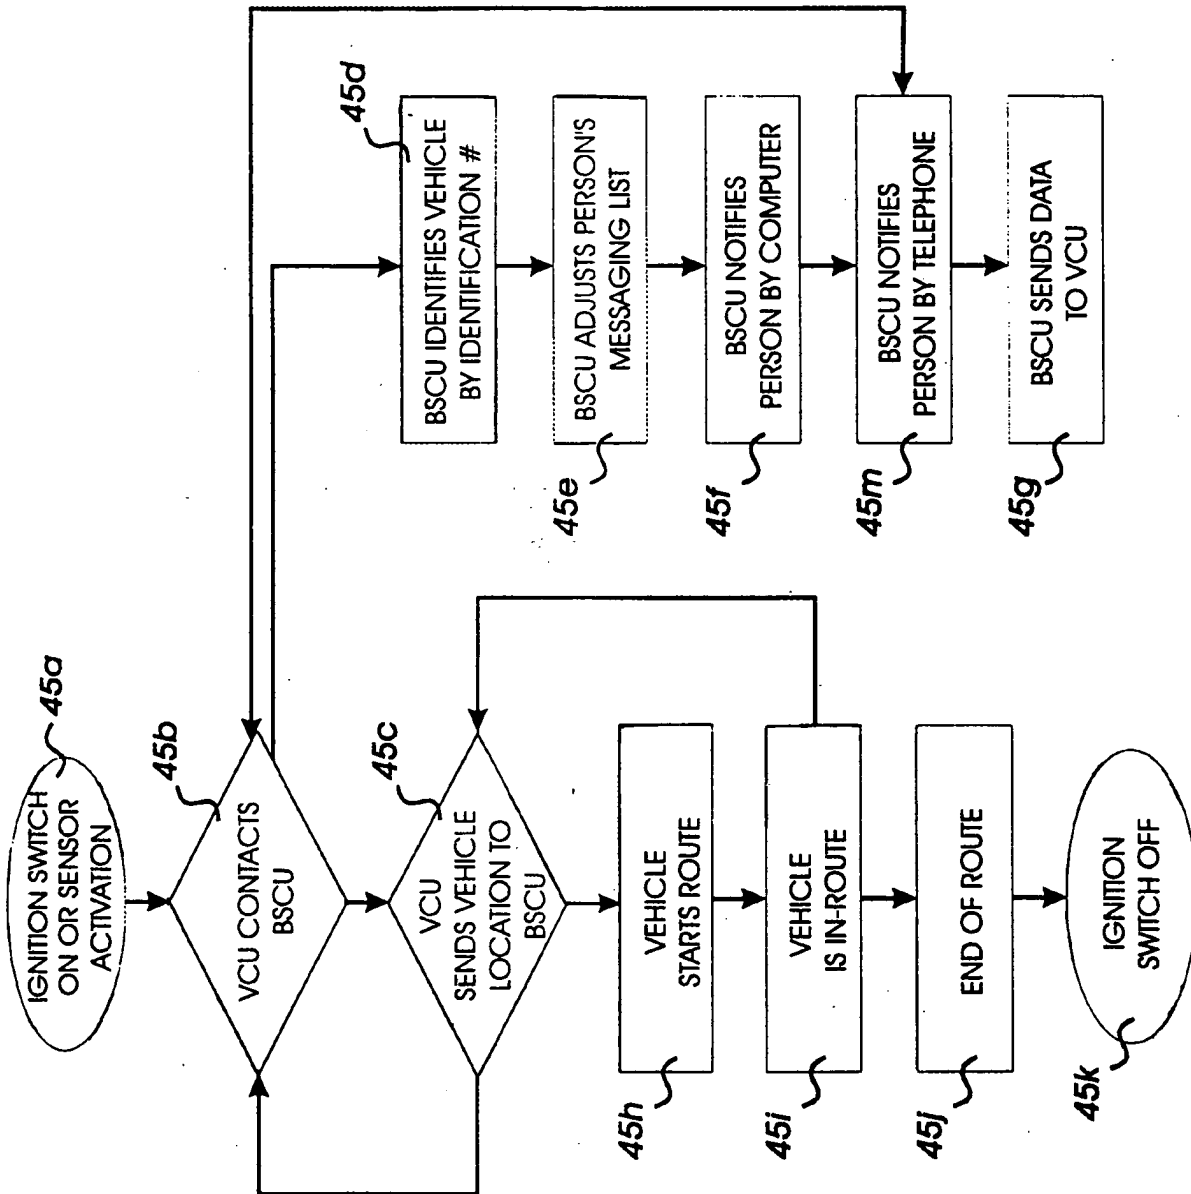 IGNITION SWITCH
ON OR SENSOR
ACTIVATION
45a
VCU CONTACTS
BSCU
45b
VCU
SENDS VEHICLE
LOCATION TO
BSCU
45c
VEHICLE
STARTS ROUTE
45h
VEHICLE
IS IN-ROUTE
45i
END OF ROUTE
45j
IGNITION
SWITCH OFF
45k
BSCU IDENTIFIES VEHICLE
BY IDENTIFICATION #
45d
BSCU ADJUSTS PERSON'S
MESSAGING LIST
45e
BSCU NOTIFIES
PERSON BY COMPUTER
45f
BSCU NOTIFIES
PERSON BY TELEPHONE
45m
BSCU SENDS DATA
TO VCU
45g